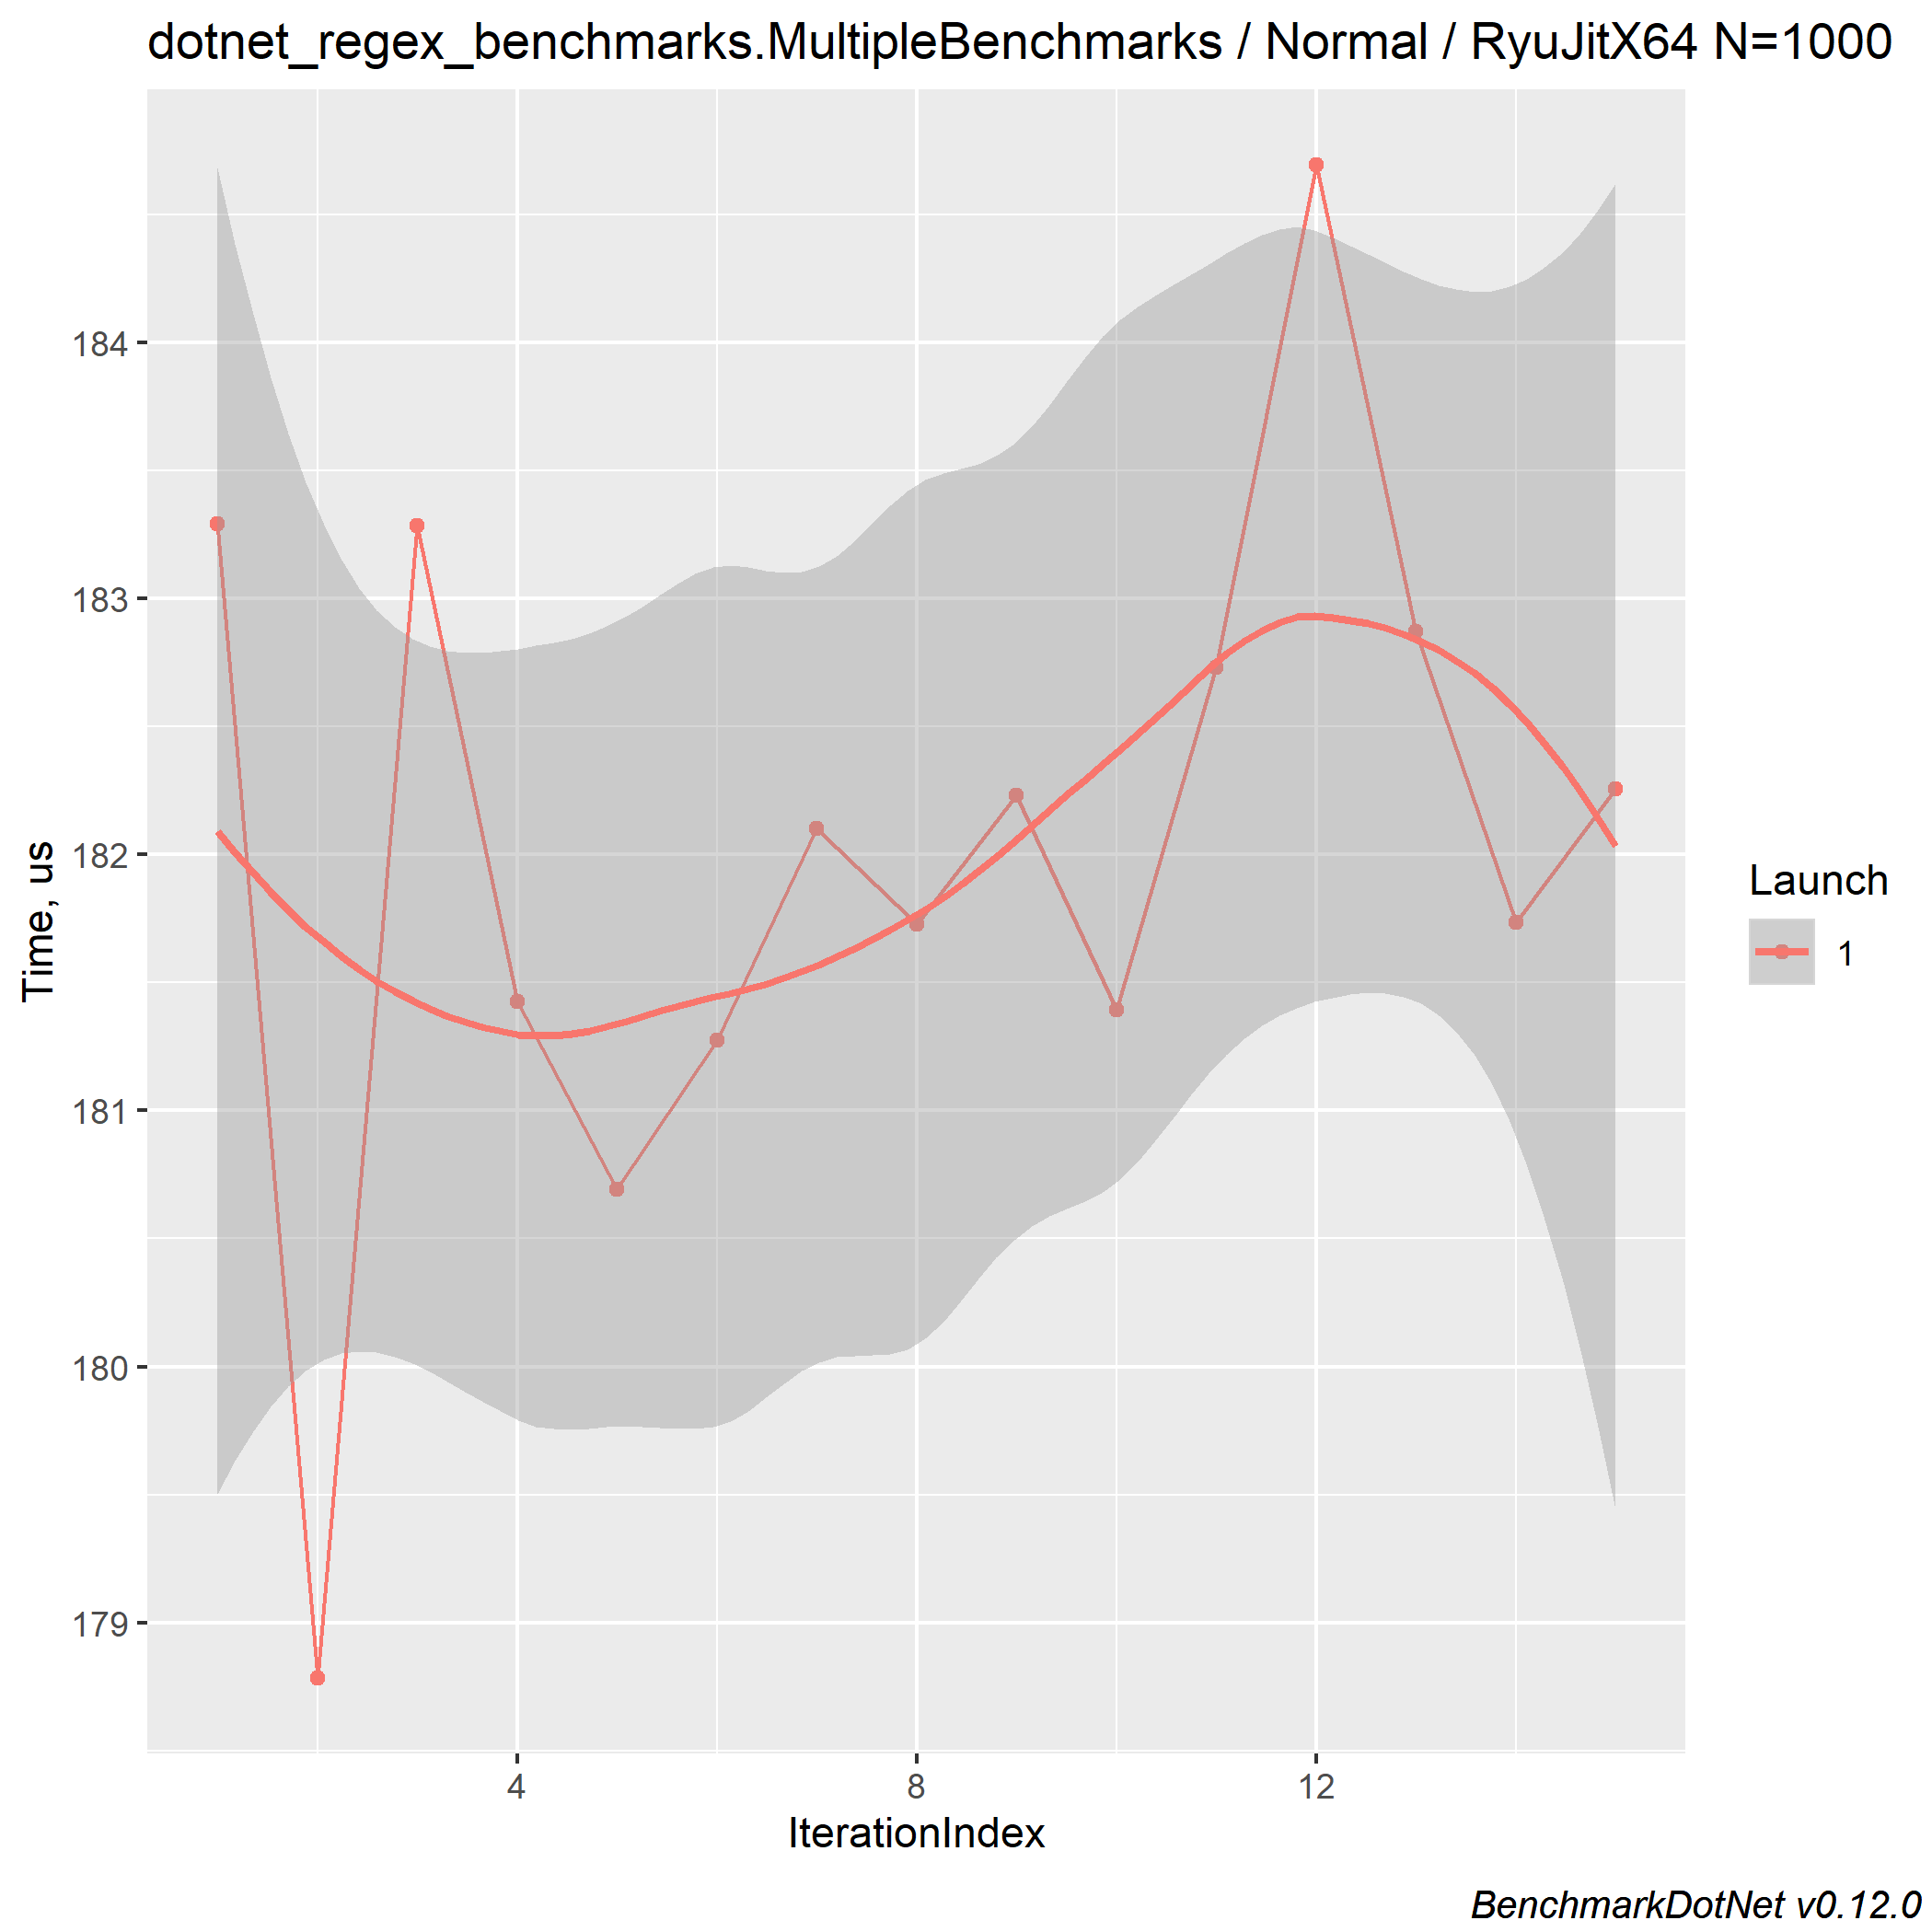 dotnet_regex_benchmarks.MultipleBenchmarks / Normal / RyuJitX64 N=1000
Time, us
184
183
182
181
180
179
4
8
12
IterationIndex
Launch
1
BenchmarkDotNet v0.12.0